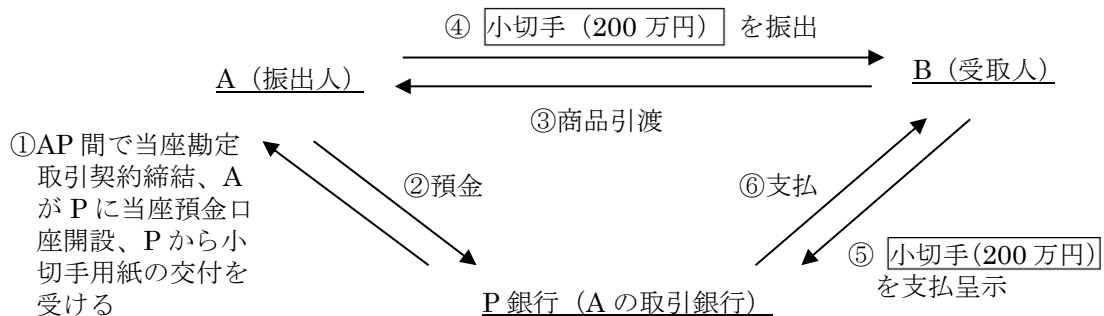 ④ 小切手（200 万円） を振出
A（振出人）
B（受取人）
③商品引渡
①AP 間で当座勘定
取引契約締結、A
が P に当座預金口
座開設、P から小
切手用紙の交付を
受ける
②預金
⑥支払
⑤ 小切手（200 万円）
を支払呈示
P 銀行（A の取引銀行）